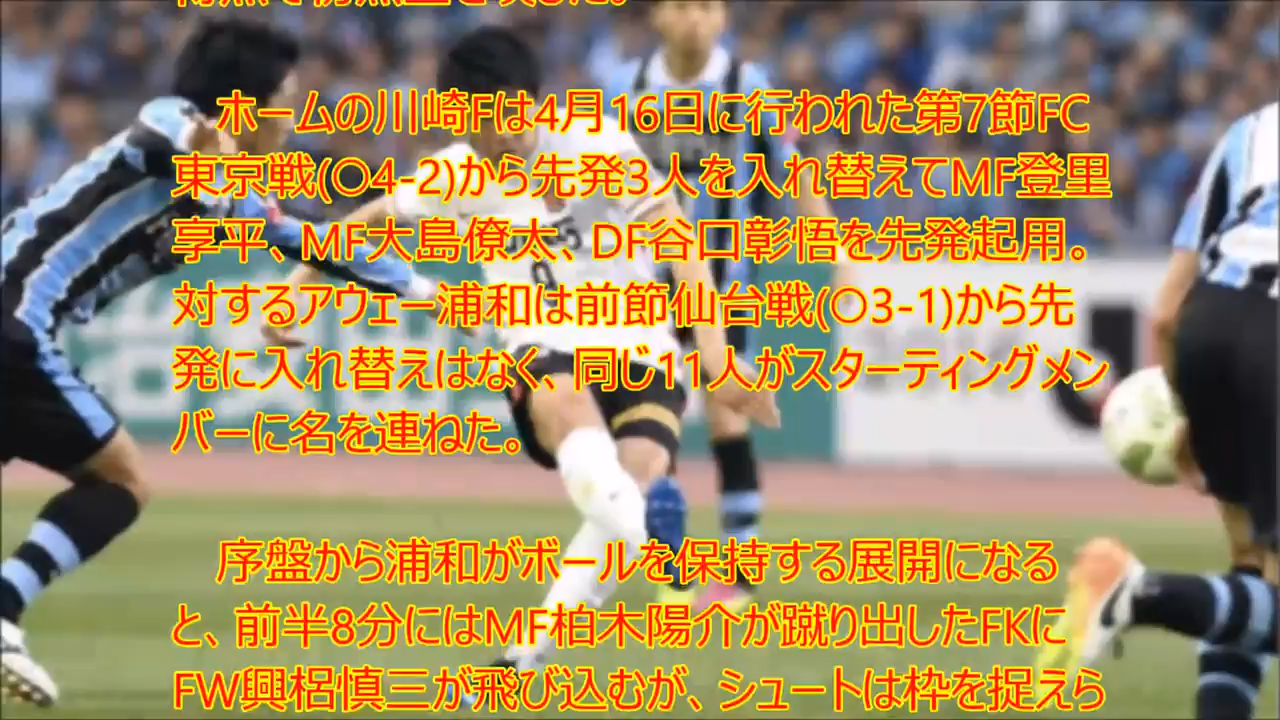 ホームの川崎Fは4月16日に行われた第7節FC
東京戦(○4-2)から先発3人を入れ替えてMF登里
享平、MF大島僚太、DF谷口彰悟を先発起用。
対するアウェー浦和は前節仙台戦(○3-1)から先
発に入れ替えはなく、同じ11人がスターティングメン
バーに名を連ねた。
序盤から浦和がボールを保持する展開になる
と、前半8分にはMF柏木陽介が蹴り出したFKに
FW興梠慎三が飛び込むが、シュートは枠を捉えら